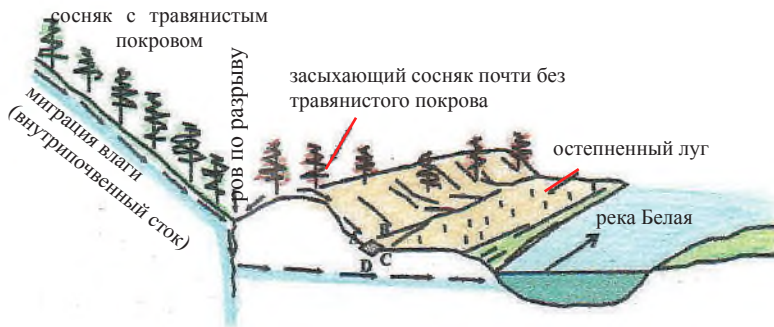 сосняк с травянистым
покровом
миграция влаги
(внутрипочвенный сток)
ров по разрыву
засыхающий сосняк почти без
травянистого покрова
остепненный луг
река Белая
B
D C